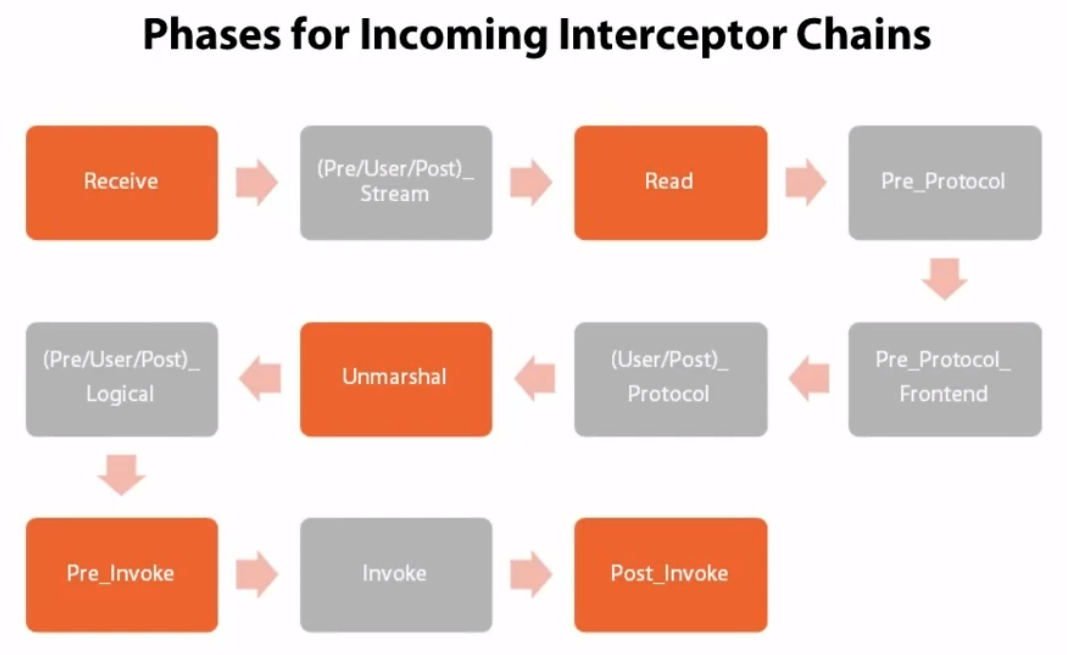 Phases for Incoming Interceptor Chains
Receive
(Pre/User/Post)_
Stream
Read
Pre_Protocol
Pre_Protocol_
Frontend
(User/Post)_
Protocol
Unmarshal
(Pre/User/Post)_
Logical
Pre_Invoke
Invoke
Post_Invoke